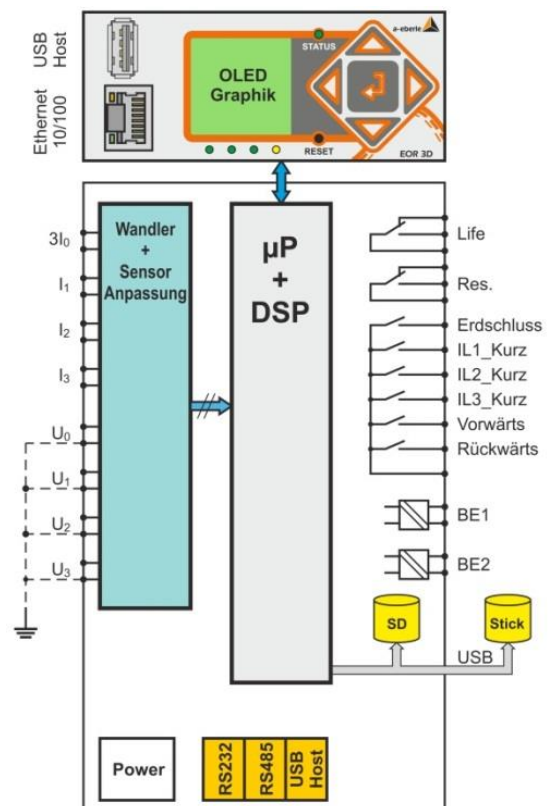 USB
Host
Ethernet
10/100
OLED
Graphik
STATUS
a-eberle
RESET
EOR 3D
3I₀
I₁
I₂
I₃
U₀
U₁
U₂
U₃
Wandler
+
Sensor
Anpassung
µP
+
DSP
Life
Res.
Erdschluss
IL1_Kurz
IL2_Kurz
IL3_Kurz
Vorwärts
Rückwärts
BE1
BE2
SD
Stick
USB
Power
RS232
RS485
USB
Host